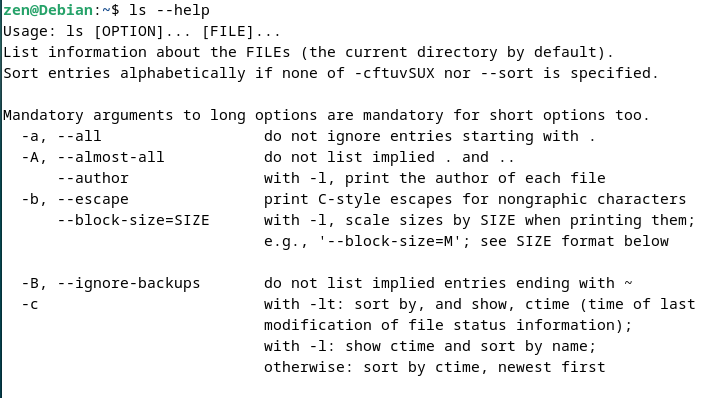 zen@Debian:~$ ls --help
Usage: ls [OPTION]... [FILE]...
List information about the FILEs (the current directory by default).
Sort entries alphabetically if none of -cftuvSUX nor --sort is specified.

Mandatory arguments to long options are mandatory for short options too.
  -a, --all                  do not ignore entries starting with .
  -A, --almost-all           do not list implied . and ..
      --author               with -l, print the author of each file
  -b, --escape               print C-style escapes for nongraphic characters
      --block-size=SIZE      with -l, scale sizes by SIZE when printing them;
                             e.g., '--block-size=M'; see SIZE format below

  -B, --ignore-backups       do not list implied entries ending with ~
  -c                         with -lt: sort by, and show, ctime (time of last
                             modification of file status information);
                             with -l: show ctime and sort by name;
                             otherwise: sort by ctime, newest first